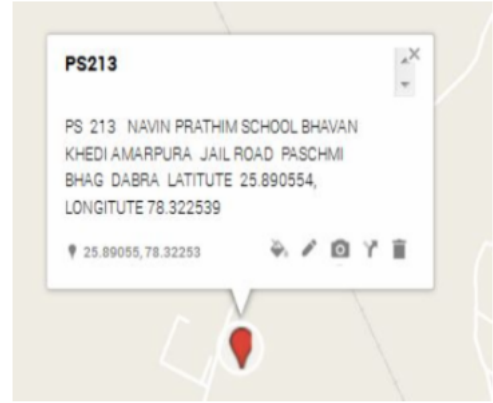 PS213
PS 213 NAVIN PRATHIM SCHOOL BHAVAN
KHEDI AMARPURA JAIL ROAD PASCHMI
BHAG DABRA LATITUTE 25.890554,
LONGITUTE 78.322539
25.89055, 78.32253